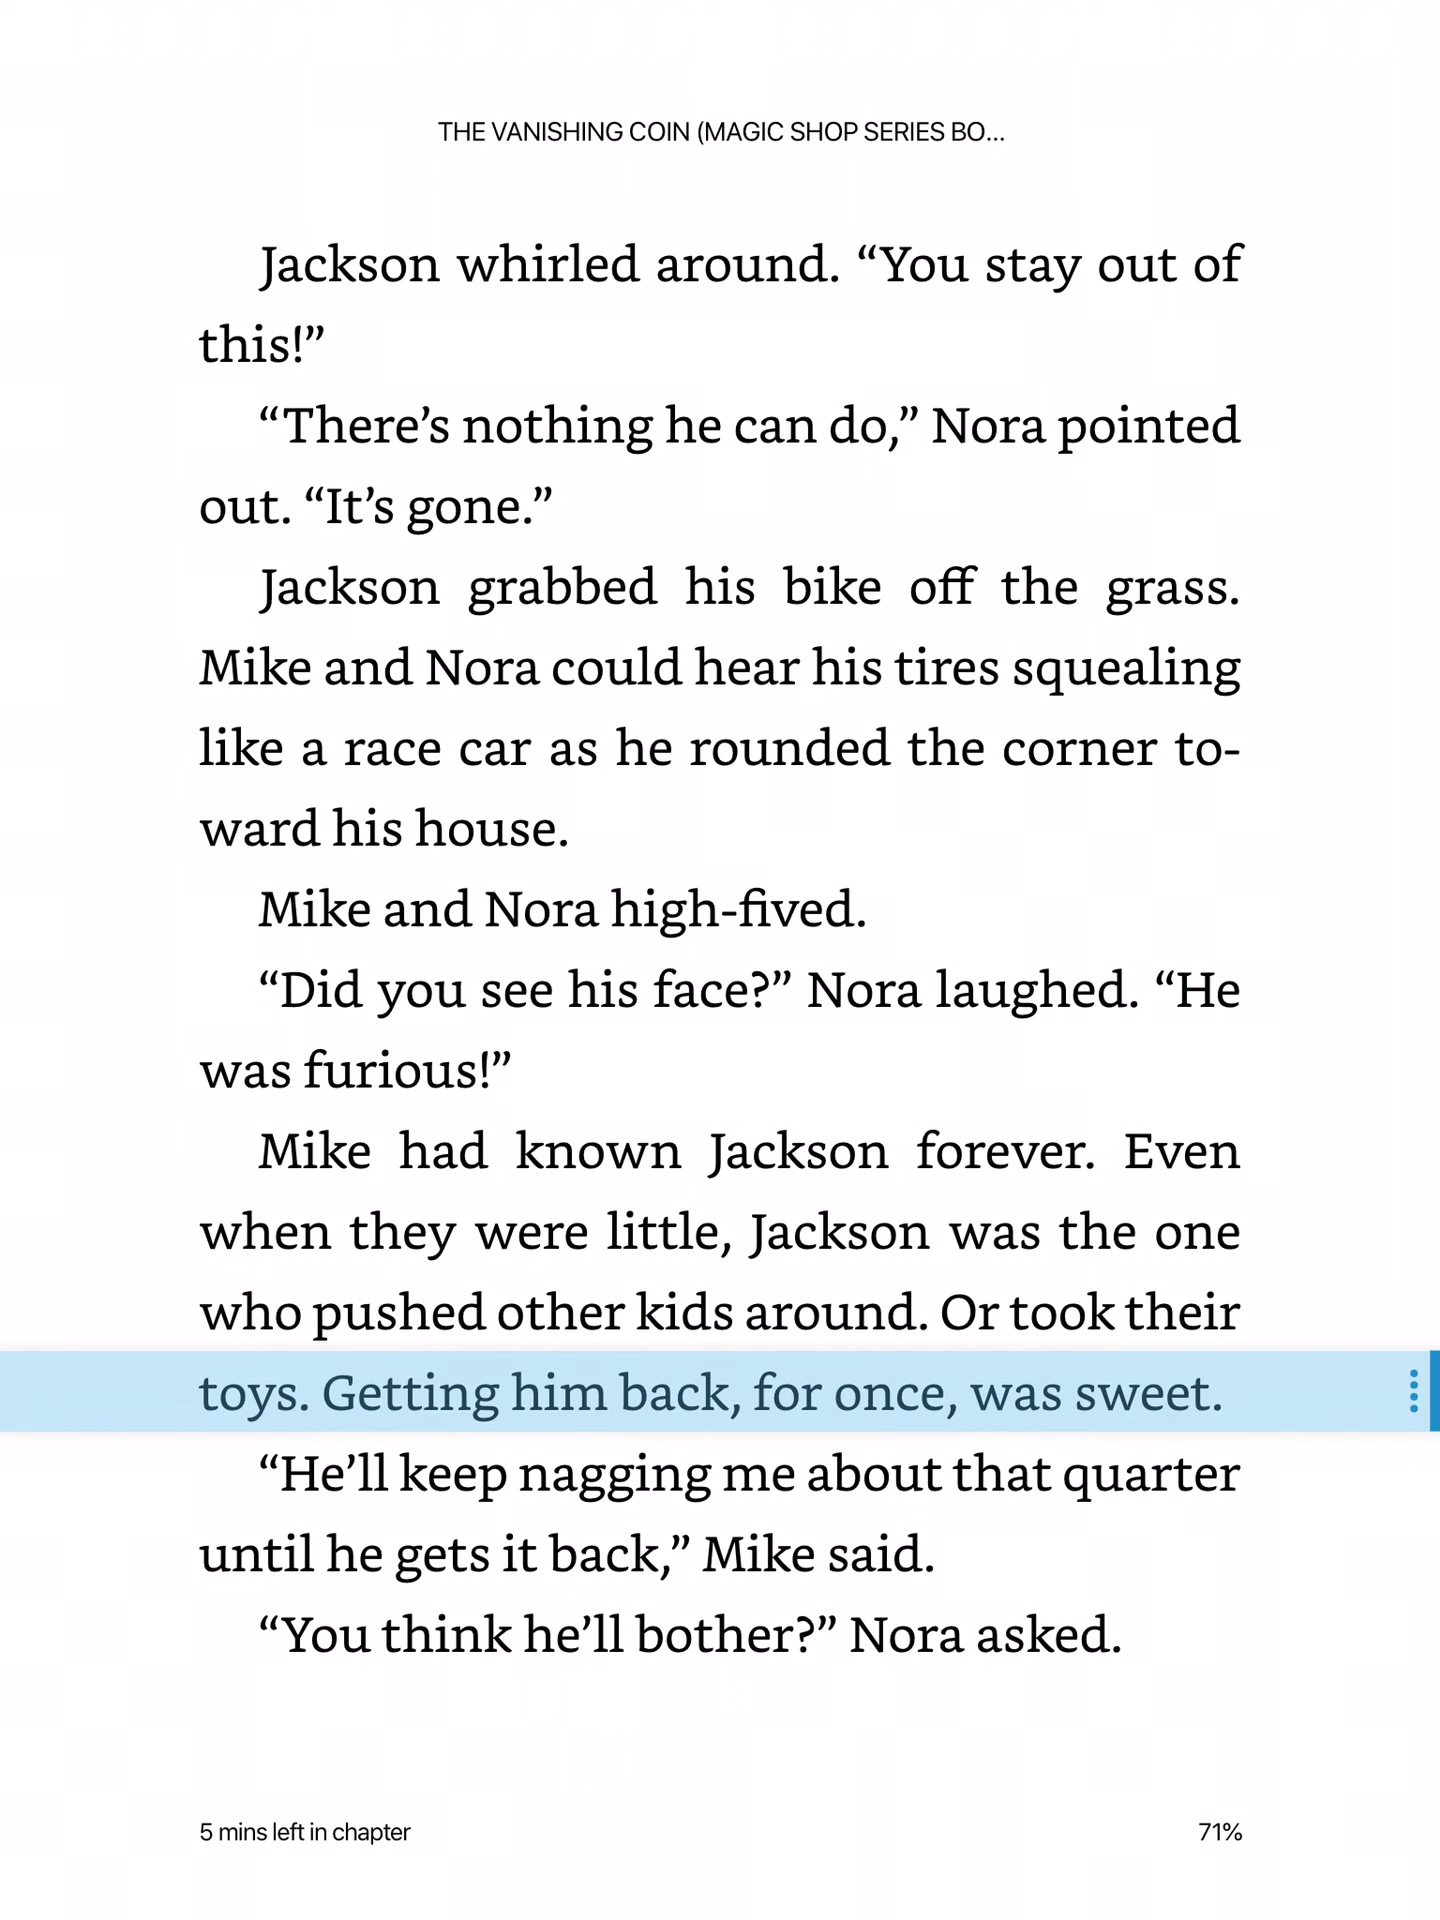 THE VANISHING COIN (MAGIC SHOP SERIES BO...
Jackson whirled around. “You stay out of
this!”
“There’s nothing he can do,” Nora pointed
out. “It’s gone.”
Jackson grabbed his bike off the grass.
Mike and Nora could hear his tires squealing
like a race car as he rounded the corner to-
ward his house.
Mike and Nora high-fived.
“Did you see his face?” Nora laughed. “He
was furious!”
Mike had known Jackson forever. Even
when they were little, Jackson was the one
who pushed other kids around. Or took their
toys. Getting him back, for once, was sweet.
“He’ll keep nagging me about that quarter
until he gets it back,” Mike said.
“You think he’ll bother?” Nora asked.
5 mins left in chapter
71%